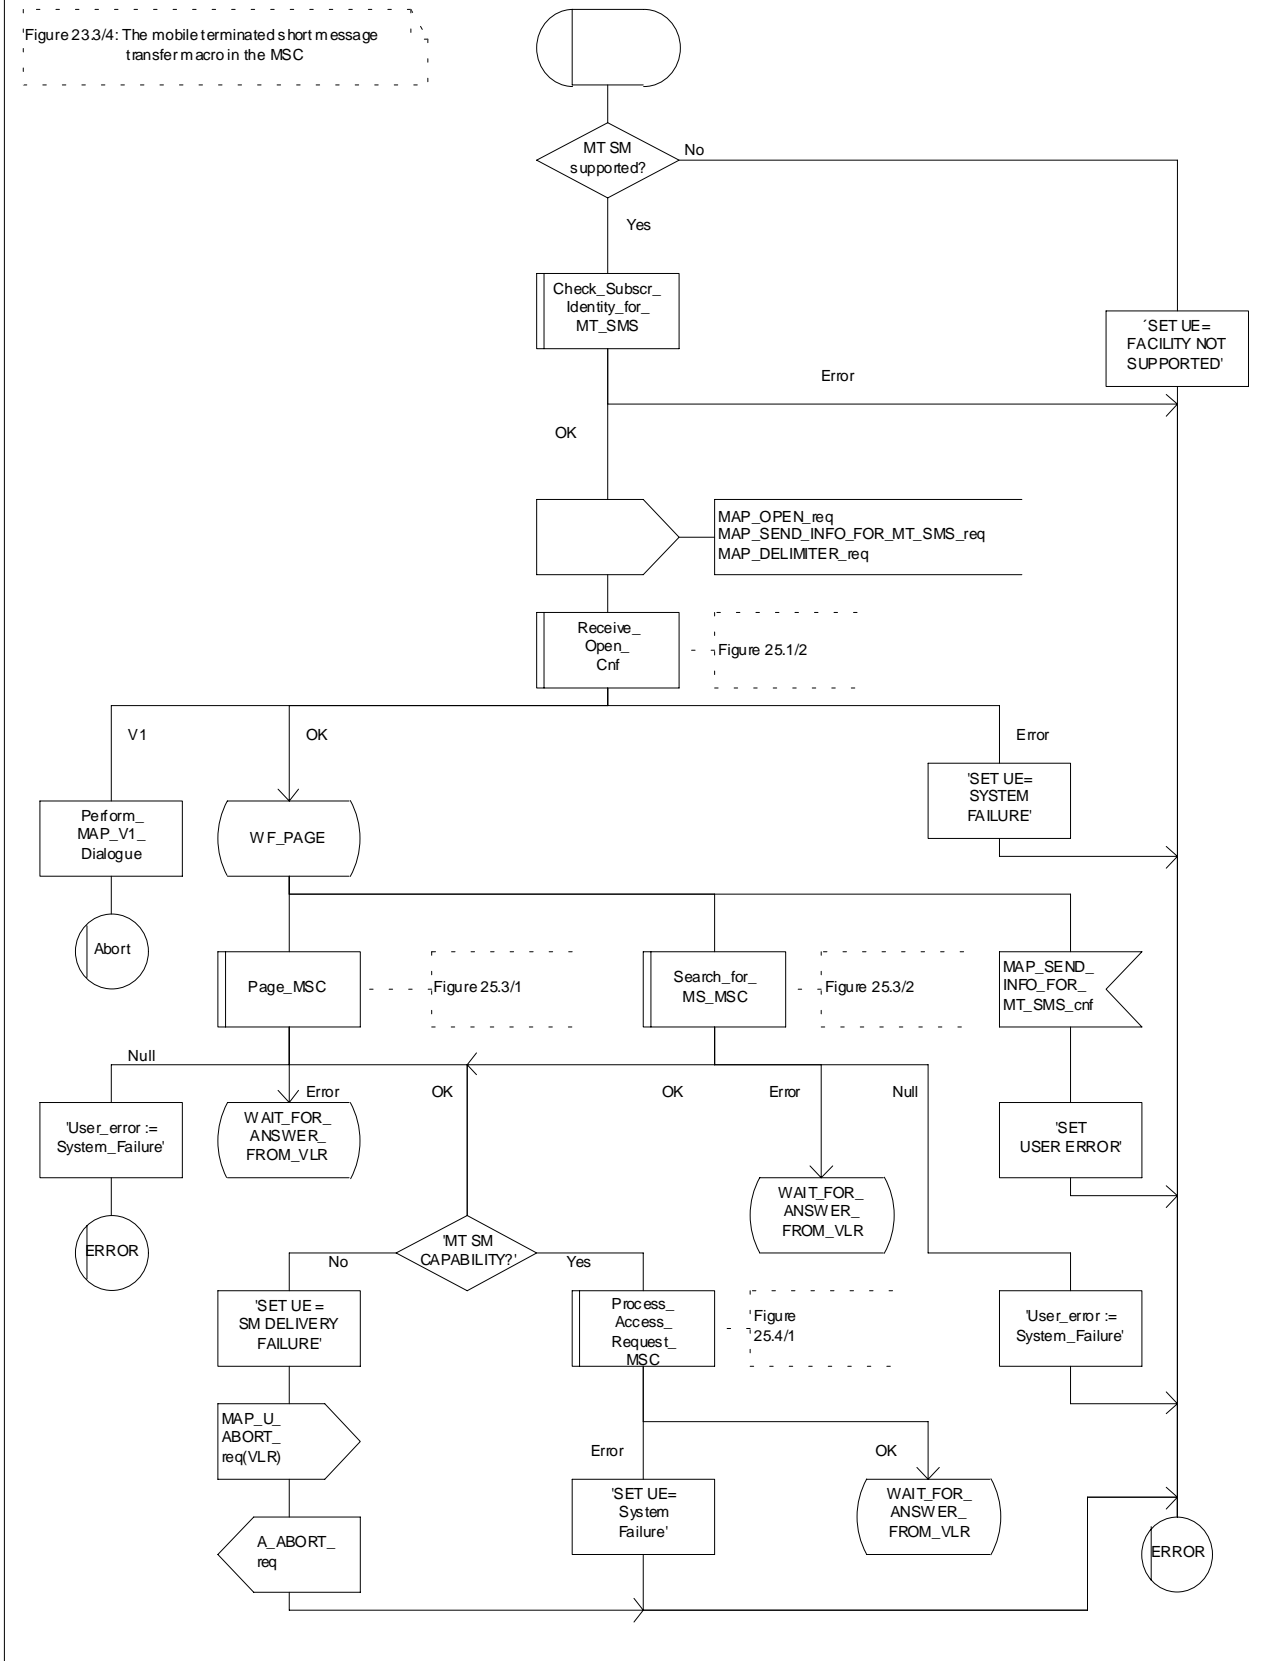 'Figure 23.3/4: The mobile terminated short message
transfer macro in the MSC
MT SM
supported?
No
Yes
Check_Subscr_
Identity_for_
MT_SMS
´SET UE=
FACILITY NOT
SUPPORTED'
Error
OK
MAP_OPEN_req
MAP_SEND_INFO_FOR_MT_SMS_req
MAP_DELIMITER_req
Receive_
Open_
Cnf
Figure 25.1/2
V1
OK
Error
'SET UE=
SYSTEM
FAILURE'
Perform_
MAP_V1_
Dialogue
WF_PAGE
Abort
Page_MSC
Figure 25.3/1
Search_for_
MS_MSC
Figure 25.3/2
MAP_SEND_
INFO_FOR_
MT_SMS_cnf
Null
Error
OK
OK
Error
Null
'User_error :=
System_Failure'
WAIT_FOR_
ANSWER_
FROM_VLR
'SET
USER ERROR'
WAIT_FOR_
ANSWER_
FROM_VLR
ERROR
'MT SM
CAPABILITY?'
No
Yes
'SET UE =
SM DELIVERY
FAILURE'
Process_
Access_
Request_
MSC
'Figure
25.4/1
'User_error :=
System_Failure'
MAP_U_
ABORT_
req(VLR)
Error
OK
'SET UE=
System
Failure'
WAIT_FOR_
ANSWER_
FROM_VLR
A_ABORT_
req
ERROR